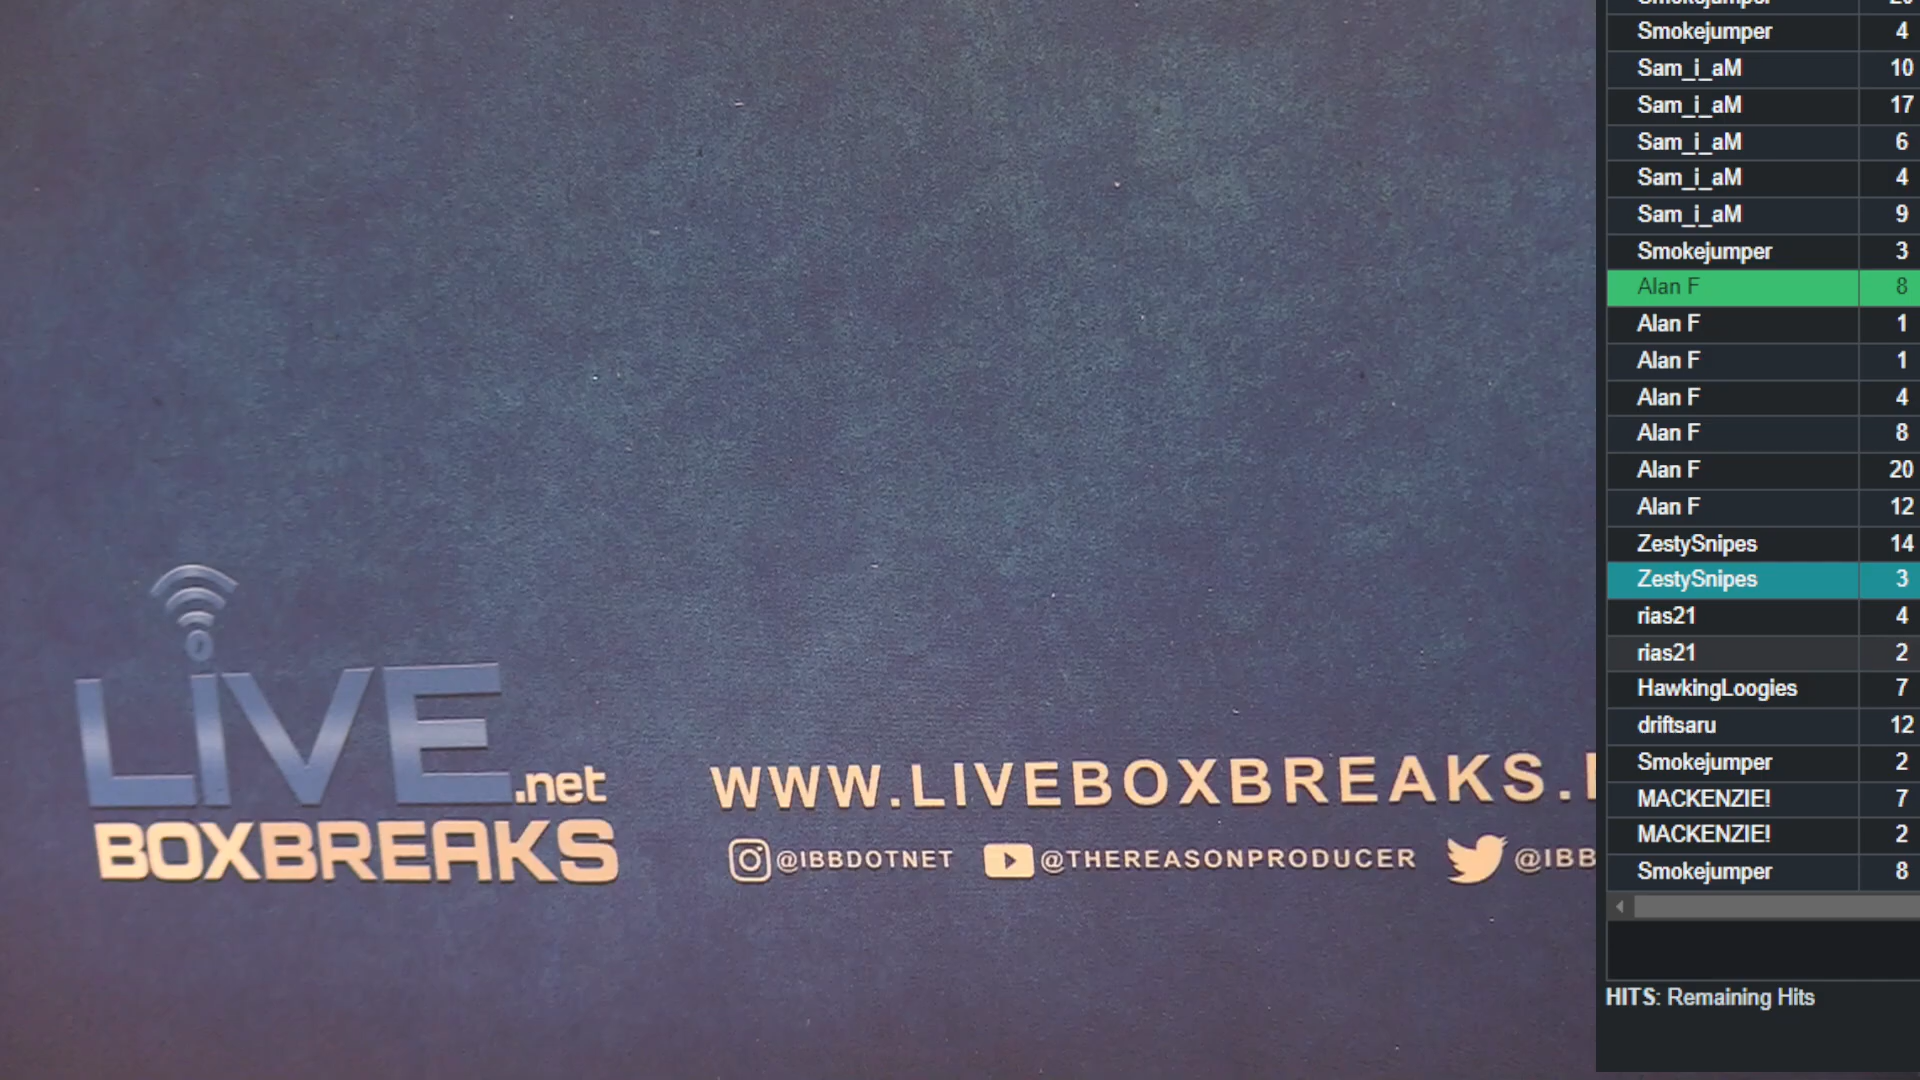 Smokejumper
Smokejumper 4
Sam_i_aM 10
Sam_i_aM 17
Sam_i_aM 6
Sam_i_aM 4
Sam_i_aM 9
Smokejumper 3
Alan F 8
Alan F 1
Alan F 1
Alan F 4
Alan F 8
Alan F 20
Alan F 12
ZestySnipes 14
ZestySnipes 3
rias21 4
rias21 2
HawkingLoogies 7
driftsaru 12
Smokejumper 2
MACKENZIE! 7
MACKENZIE! 2
Smokejumper 8
HITS: Remaining Hits
LIVE.net
BOXBREAKS
WWW.LIVEBOXBREAKS.
@IBBDOTNET @THEREASONPRODUCER @IBB